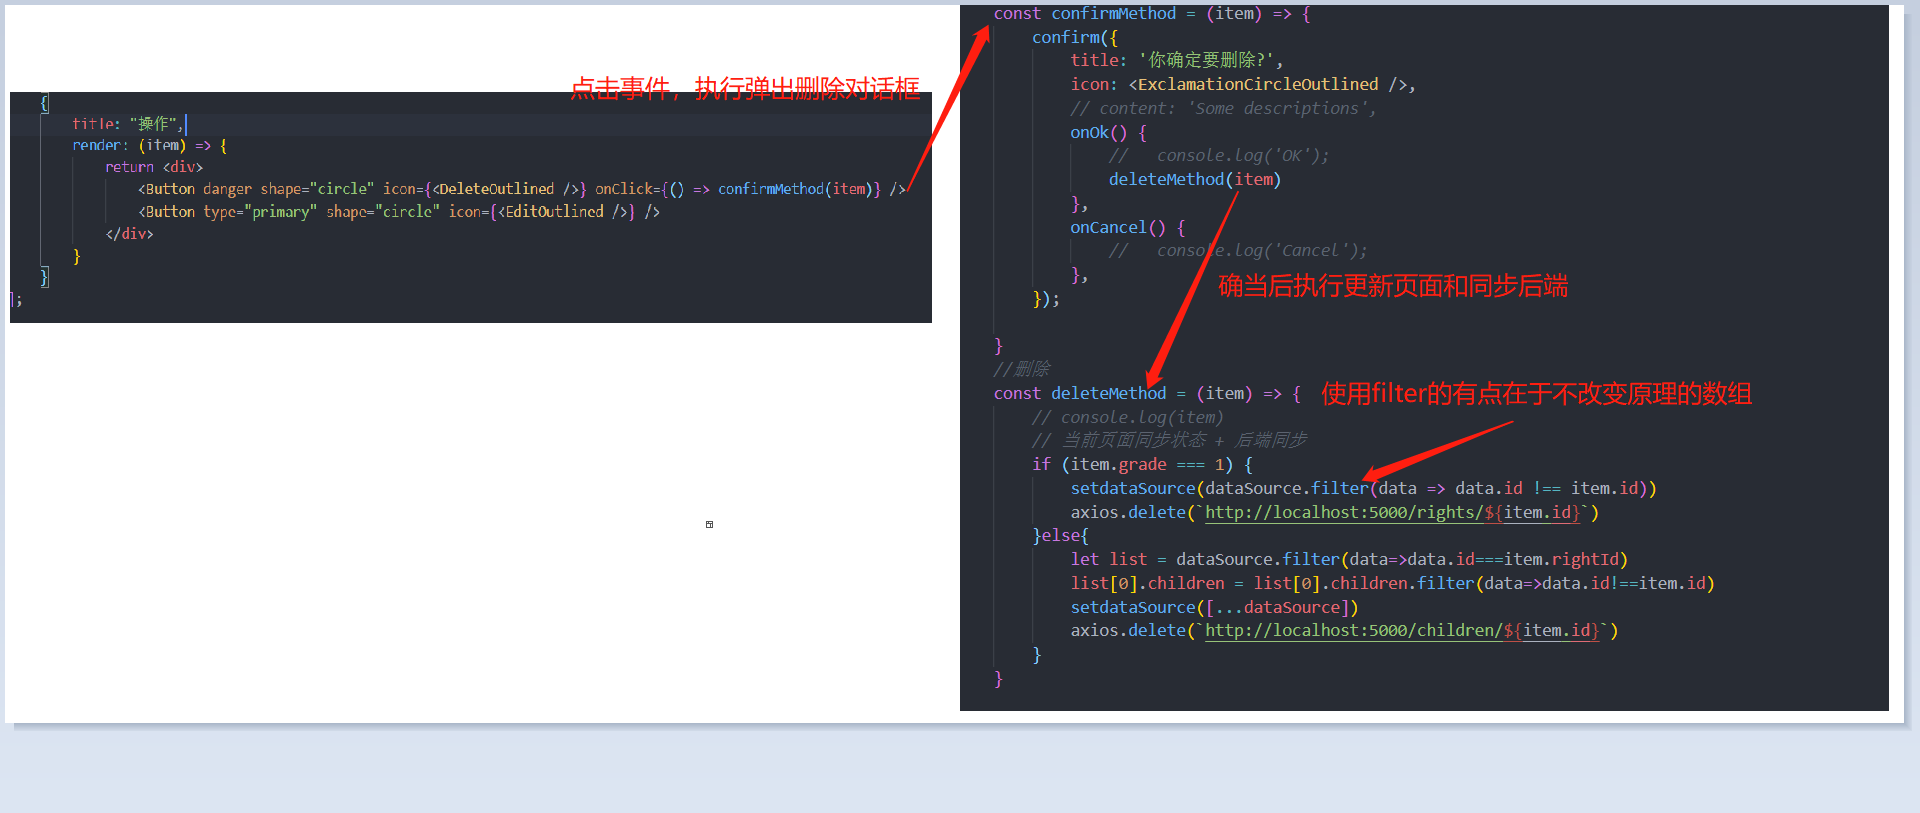 点击事件，执行弹出删除对话框
{
title: "操作",
render: (item) => {
return <div>
<Button danger shape="circle" icon={<DeleteOutlined />} onClick={() => confirmMethod(item)} />
<Button type="primary" shape="circle" icon={<EditOutlined />} />
</div>
}
}
];
const confirmMethod = (item) => {
confirm({
title: '你确定要删除?',
icon: <ExclamationCircleOutlined />,
// content: 'Some descriptions',
onOk() {
//   console.log('OK');
deleteMethod(item)
},
onCancel() {
//   console.log('Cancel');
},
确当后执行更新页面和同步后端
});
}
//删除
const deleteMethod = (item) => {
使用filter的有点在于不改变原理的数组
// console.log(item)
// 当前页面同步状态 + 后端同步
if (item.grade === 1) {
setdataSource(dataSource.filter(data => data.id !== item.id))
axios.delete(`http://localhost:5000/rights/${item.id}`)
}else{
let list = dataSource.filter(data=>data.id===item.rightId)
list[0].children = list[0].children.filter(data=>data.id!==item.id)
setdataSource([...dataSource])
axios.delete(`http://localhost:5000/children/${item.id}`)
}
}